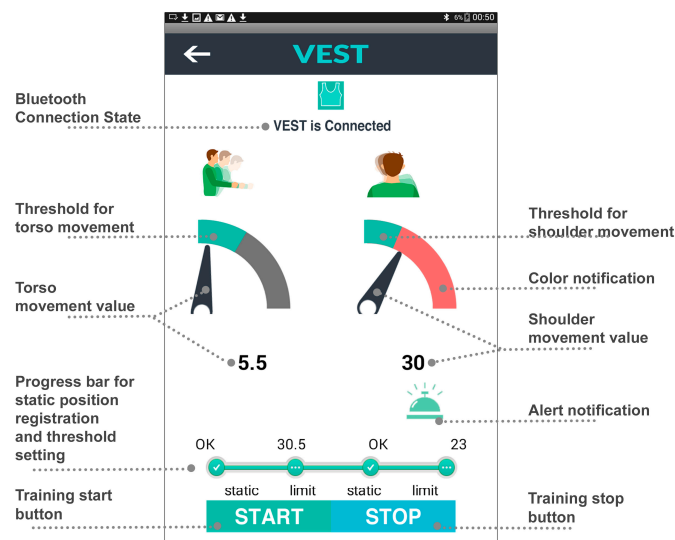 6% 00:50
VEST
Bluetooth
Connection State
VEST is Connected
Threshold for
torso movement
Threshold for
shoulder movement
Color notification
Torso
movement value
Shoulder
movement value
5.5
30
Progress bar for
static position
registration
and threshold
setting
Alert notification
OK 30.5 OK 23
static limit static limit
Training start
button
START STOP
Training stop
button